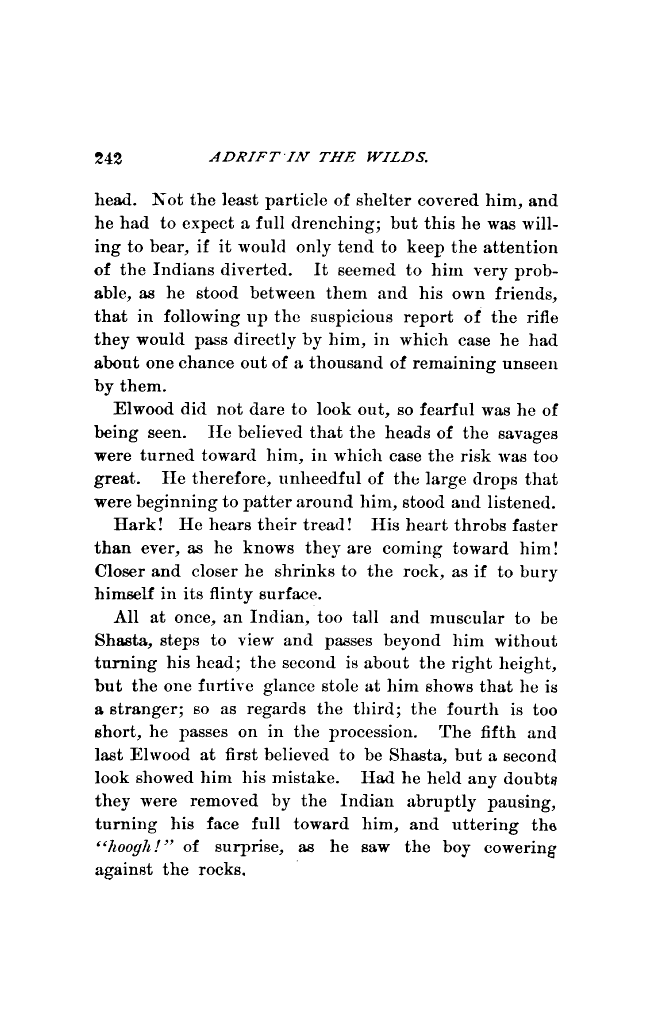 242 ADRIFT IN THE WILDS.
head. Not the least particle of shelter covered him, and
he had to expect a full drenching; but this he was will-
ing to bear, if it would only tend to keep the attention
of the Indians diverted. It seemed to him very prob-
able, as he stood between them and his own friends,
that in following up the suspicious report of the rifle
they would pass directly by him, in which case he had
about one chance out of a thousand of remaining unseen
by them.
Elwood did not dare to look out, so fearful was he of
being seen. He believed that the heads of the savages
were turned toward him, in which case the risk was too
great. He therefore, unheedful of the large drops that
were beginning to patter around him, stood and listened.
Hark! He hears their tread! His heart throbs faster
than ever, as he knows they are coming toward him!
Closer and closer he shrinks to the rock, as if to bury
himself in its flinty surface.
All at once, an Indian, too tall and muscular to be
Shasta, steps to view and passes beyond him without
turning his head; the second is about the right height,
but the one furtive glance stole at him shows that he is
a stranger; so as regards the third; the fourth is too
short, he passes on in the procession. The fifth and
last Elwood at first believed to be Shasta, but a second
look showed him his mistake. Had he held any doubts
they were removed by the Indian abruptly pausing,
turning his face full toward him, and uttering the
“hoogh!” of surprise, as he saw the boy cowering
against the rocks.